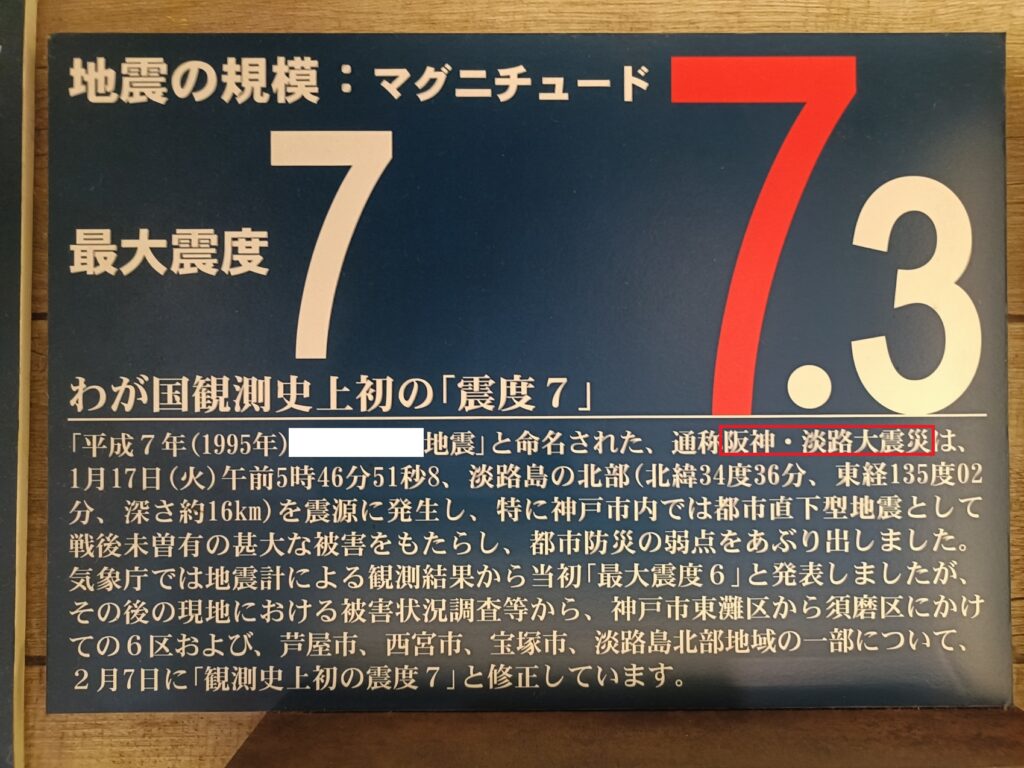 地震の規模：マグニチュード 7.3
最大震度 7
わが国観測史上初の「震度７」
「平成７年(1995年) 地震」と命名された、通称阪神・淡路大震災は、
1月17日(火)午前5時46分51秒8、淡路島の北部(北緯34度36分、東経135度02
分、深さ約16km)を震源に発生し、特に神戸市内では都市直下型地震として
戦後未曽有の甚大な被害をもたらし、都市防災の弱点をあぶり出しました。
気象庁では地震計による観測結果から当初「最大震度６」と発表しましたが、
その後の現地における被害状況調査等から、神戸市東灘区から須磨区にかけ
ての６区および、芦屋市、西宮市、宝塚市、淡路島北部地域の一部について、
２月7日に「観測史上初の震度７」と修正しています。